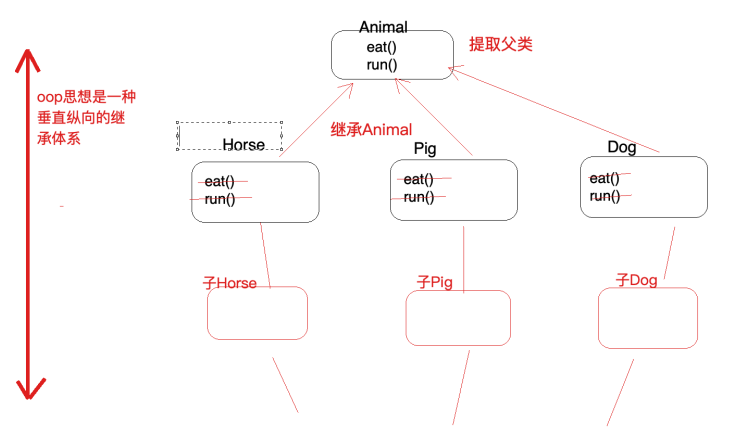 Animal
eat()
run()
提取父类
oop思想是一种
垂直纵向的继
承体系
继承Animal
Horse
eat()
run()
Pig
eat()
run()
Dog
eat()
run()
子Horse
子Pig
子Dog